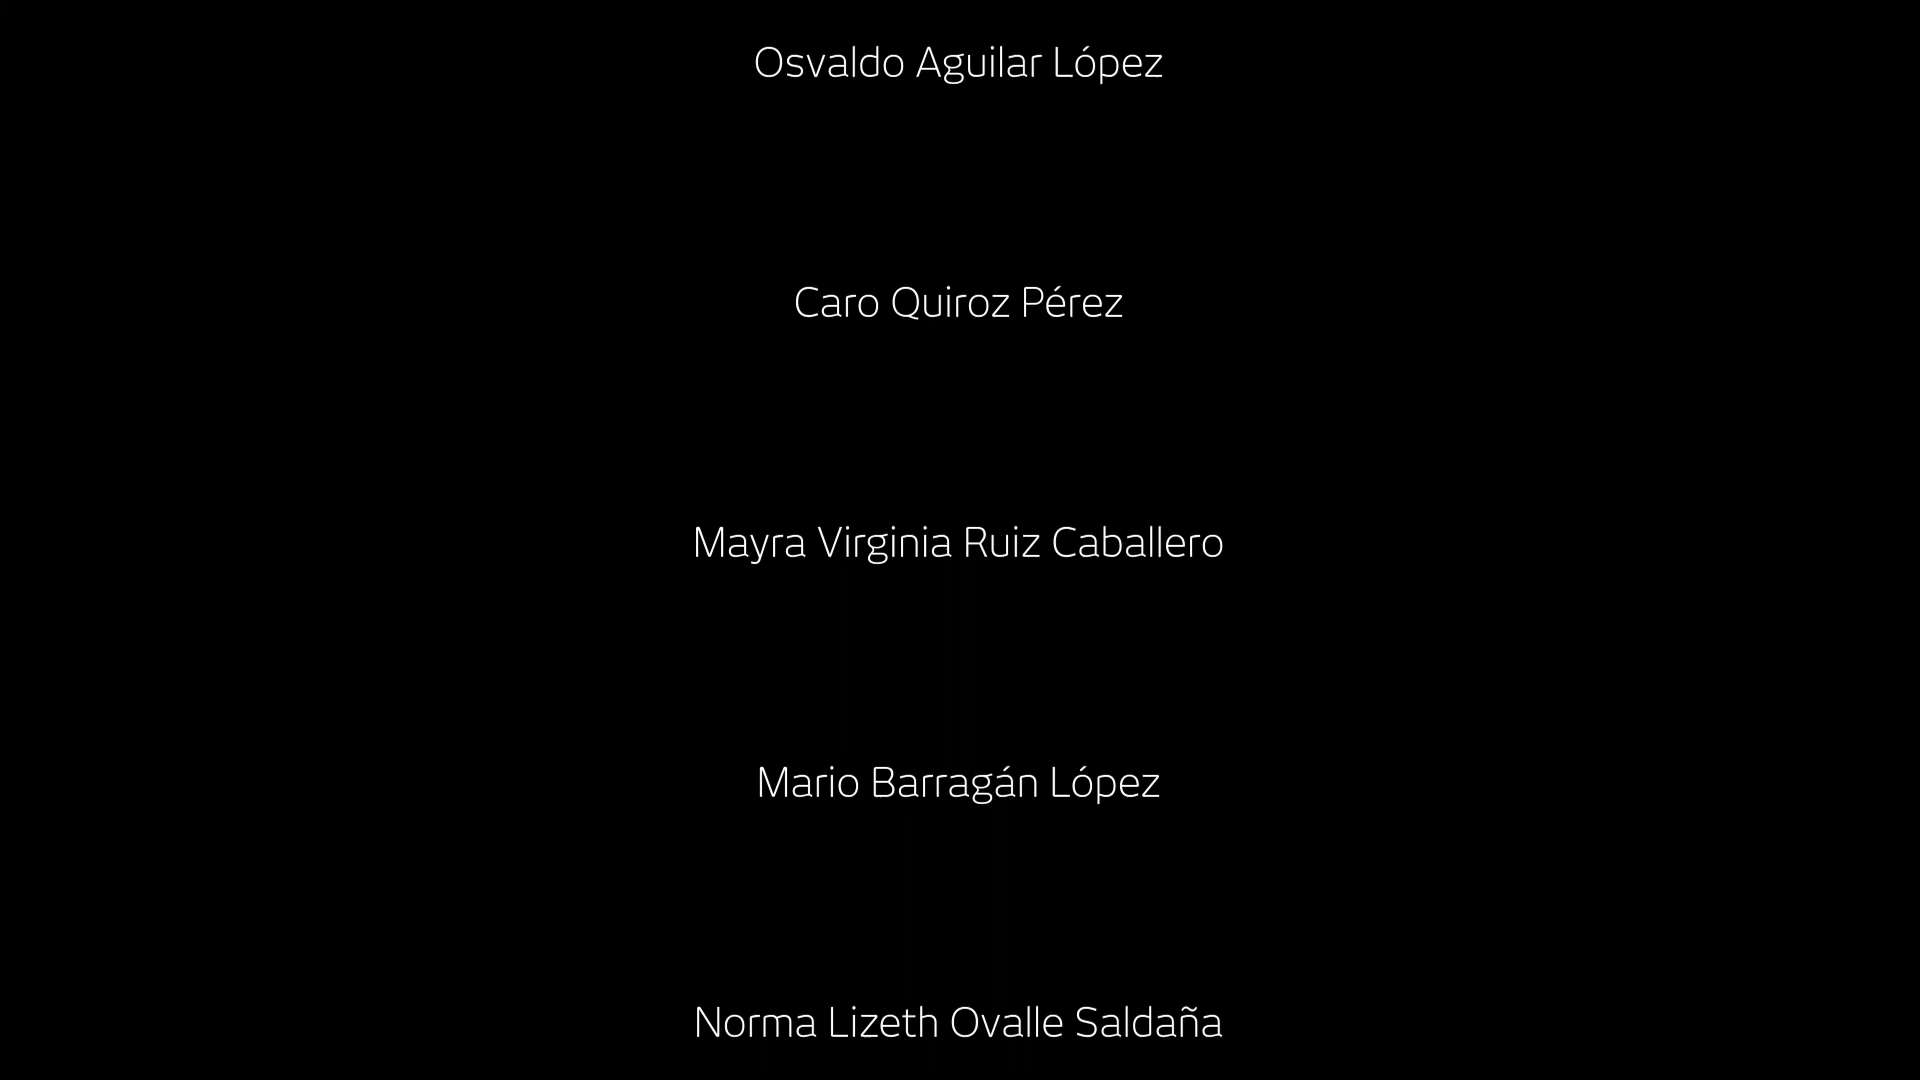 Osvaldo Aguilar López
Caro Quiroz Pérez
Mayra Virginia Ruiz Caballero
Mario Barragán López
Norma Lizeth Ovalle Saldaña